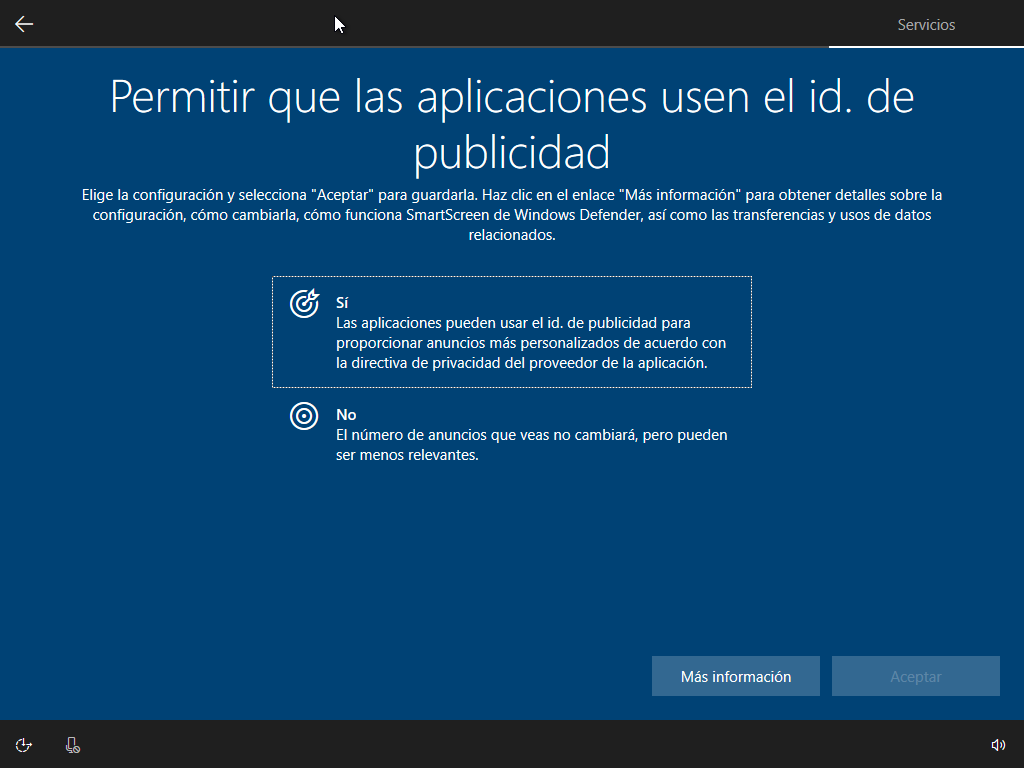 Servicios
Permitir que las aplicaciones usen el id. de
publicidad
Elige la configuración y selecciona "Aceptar" para guardarla. Haz clic en el enlace "Más información" para obtener detalles sobre la
configuración, cómo cambiarla, cómo funciona SmartScreen de Windows Defender, así como las transferencias y usos de datos
relacionados.
Sí
Las aplicaciones pueden usar el id. de publicidad para
proporcionar anuncios más personalizados de acuerdo con
la directiva de privacidad del proveedor de la aplicación.
No
El número de anuncios que veas no cambiará, pero pueden
ser menos relevantes.
Más información
Aceptar